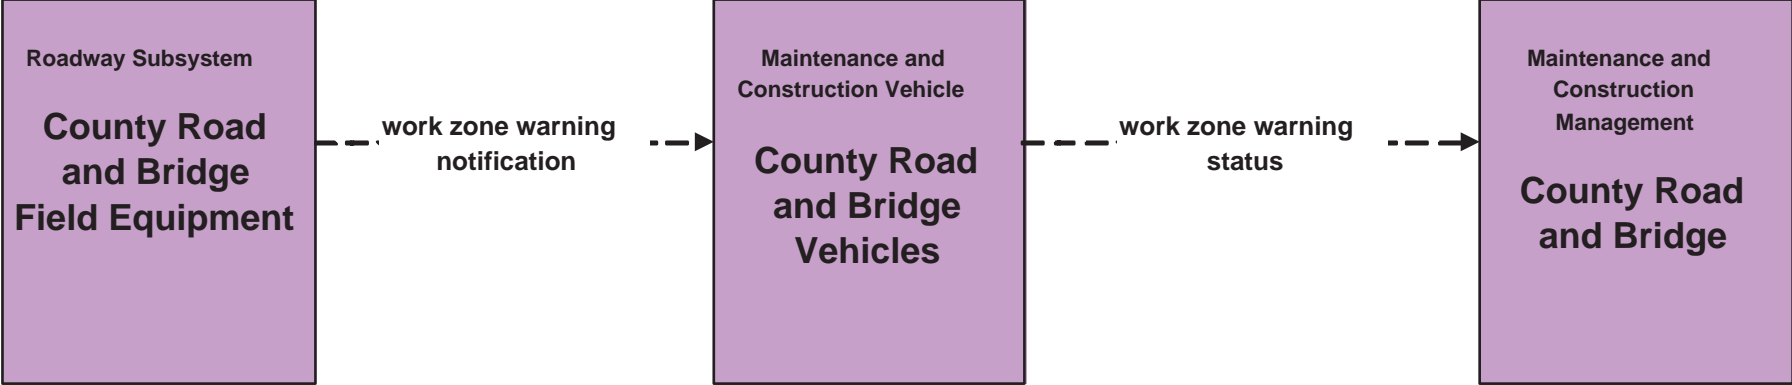 Roadway Subsystem
County Road
and Bridge
Field Equipment
work zone warning
notification
Maintenance and
Construction Vehicle
County Road
and Bridge
Vehicles
work zone warning
status
Maintenance and
Construction
Management
County Road
and Bridge